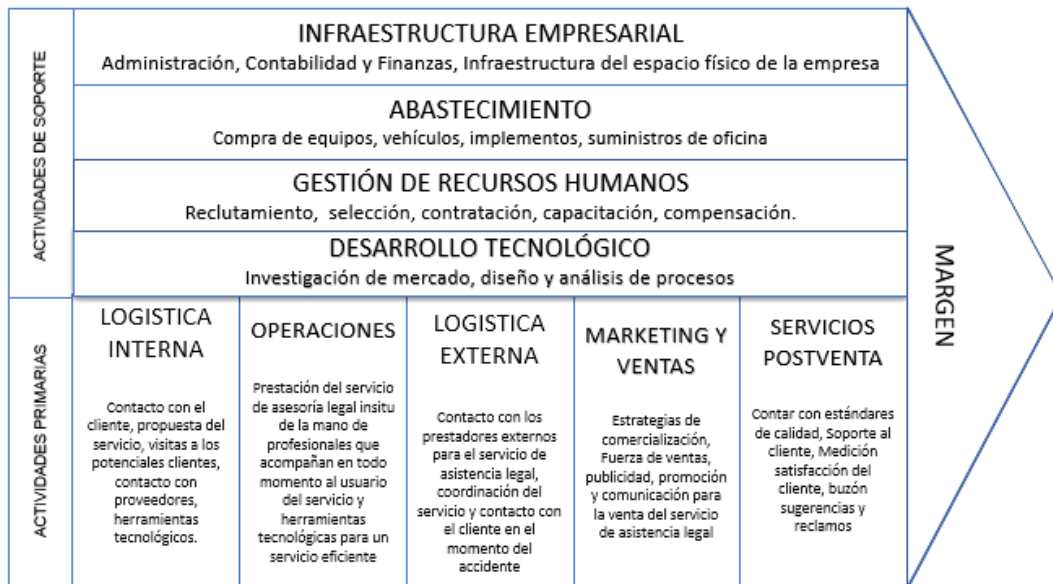 ACTIVIDADES DE SOPORTE
INFRAESTRUCTURA EMPRESARIAL
Administración, Contabilidad y Finanzas, Infraestructura del espacio físico de la empresa
ABASTECIMIENTO
Compra de equipos, vehículos, implementos, suministros de oficina
GESTIÓN DE RECURSOS HUMANOS
Reclutamiento, selección, contratación, capacitación, compensación.
DESARROLLO TECNOLÓGICO
Investigación de mercado, diseño y análisis de procesos
ACTIVIDADES PRIMARIAS
LOGISTICA
INTERNA
Contacto con el
cliente, propuesta del
servicio, visitas a los
potenciales clientes,
contacto con
proveedores,
herramientas
tecnológicos.
OPERACIONES
Prestación del servicio
de asesoría legal insitu
de la mano de
profesionales que
acompañan en todo
momento al usuario
del servicio y
herramientas
tecnológicas para un
servicio eficiente
LOGISTICA
EXTERNA
Contacto con los
prestadores externos
para el servicio de
asistencia legal,
coordinación del
servicio y contacto con
el cliente en el
momento del
accidente
MARKETING Y
VENTAS
Estrategias de
comercialización,
Fuerza de ventas,
publicidad, promoción
y comunicación para
la venta del servicio
de asistencia legal
SERVICIOS
POSTVENTA
Contar con estándares
de calidad, Soporte al
cliente, Medición
satisfacción del
cliente, buzón
sugerencias y
reclamos
MARGEN